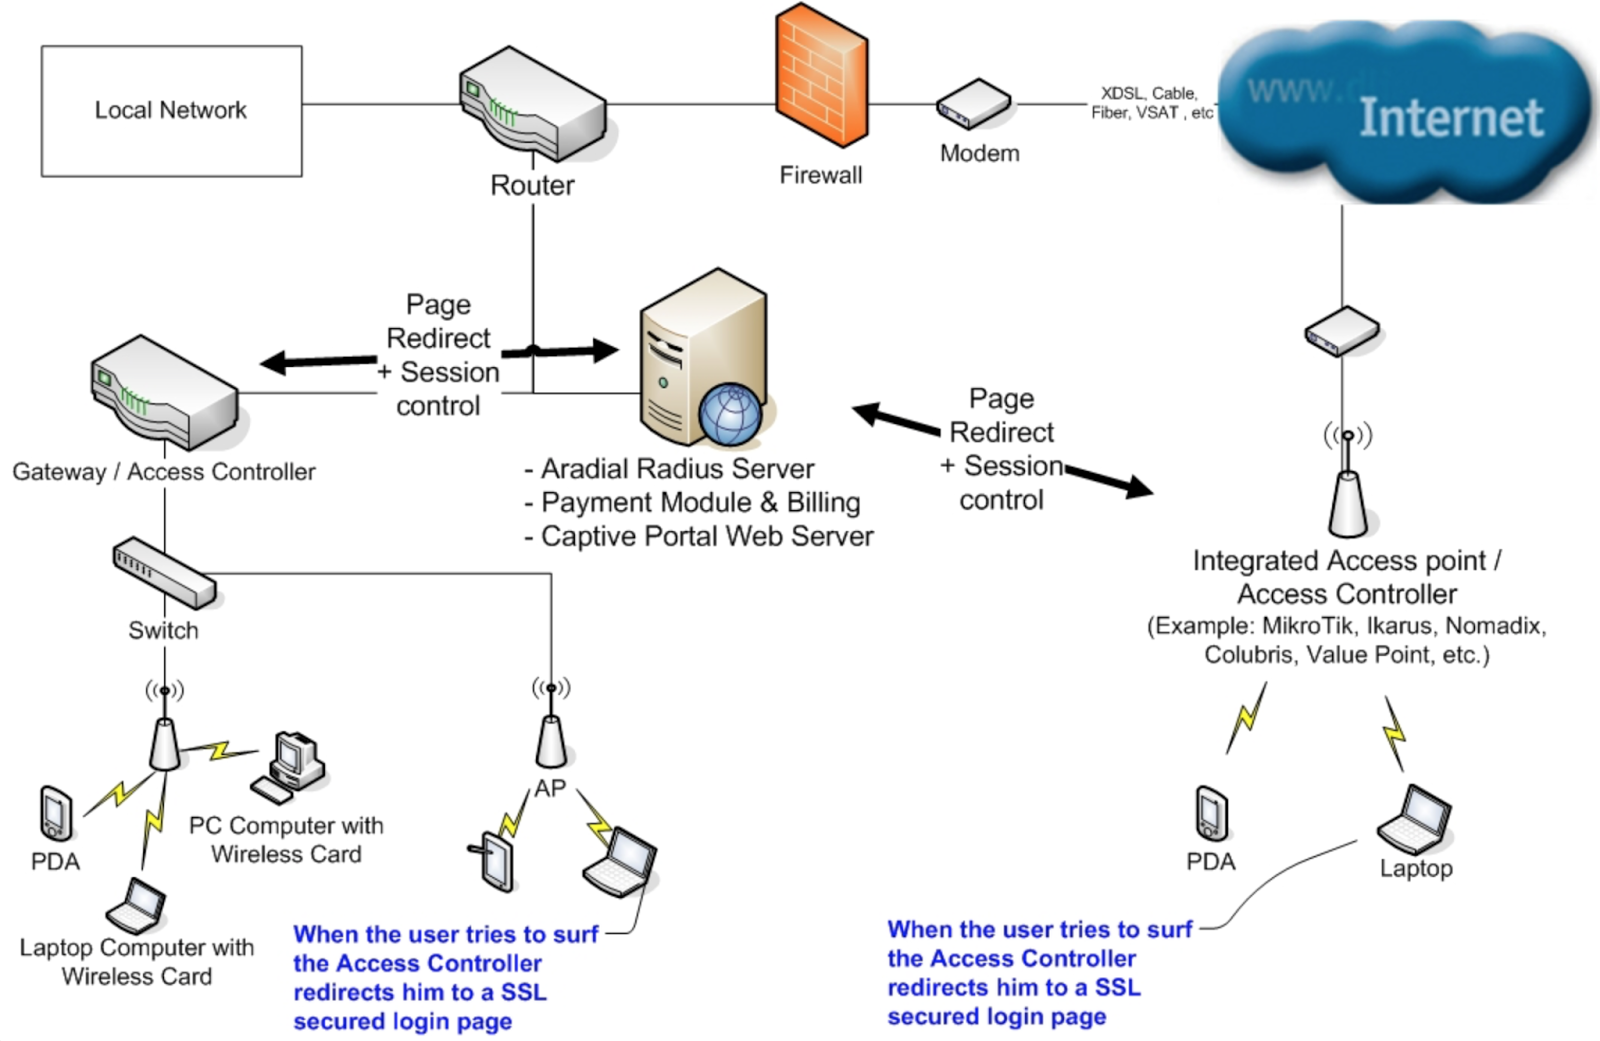 Local Network
Router
Firewall
Modem
XDSL, Cable,
Fiber, VSAT , etc
Internet
Page
Redirect
+ Session
control
Gateway / Access Controller
- Aradial Radius Server
- Payment Module & Billing
- Captive Portal Web Server
Page
Redirect
+ Session
control
Integrated Access point /
Access Controller
(Example: MikroTik, Ikarus, Nomadix,
Colubris, Value Point, etc.)
Switch
PDA
PC Computer with
Wireless Card
Laptop Computer with
Wireless Card
AP
When the user tries to surf
the Access Controller
redirects him to a SSL
secured login page
PDA
Laptop
When the user tries to surf
the Access Controller
redirects him to a SSL
secured login page